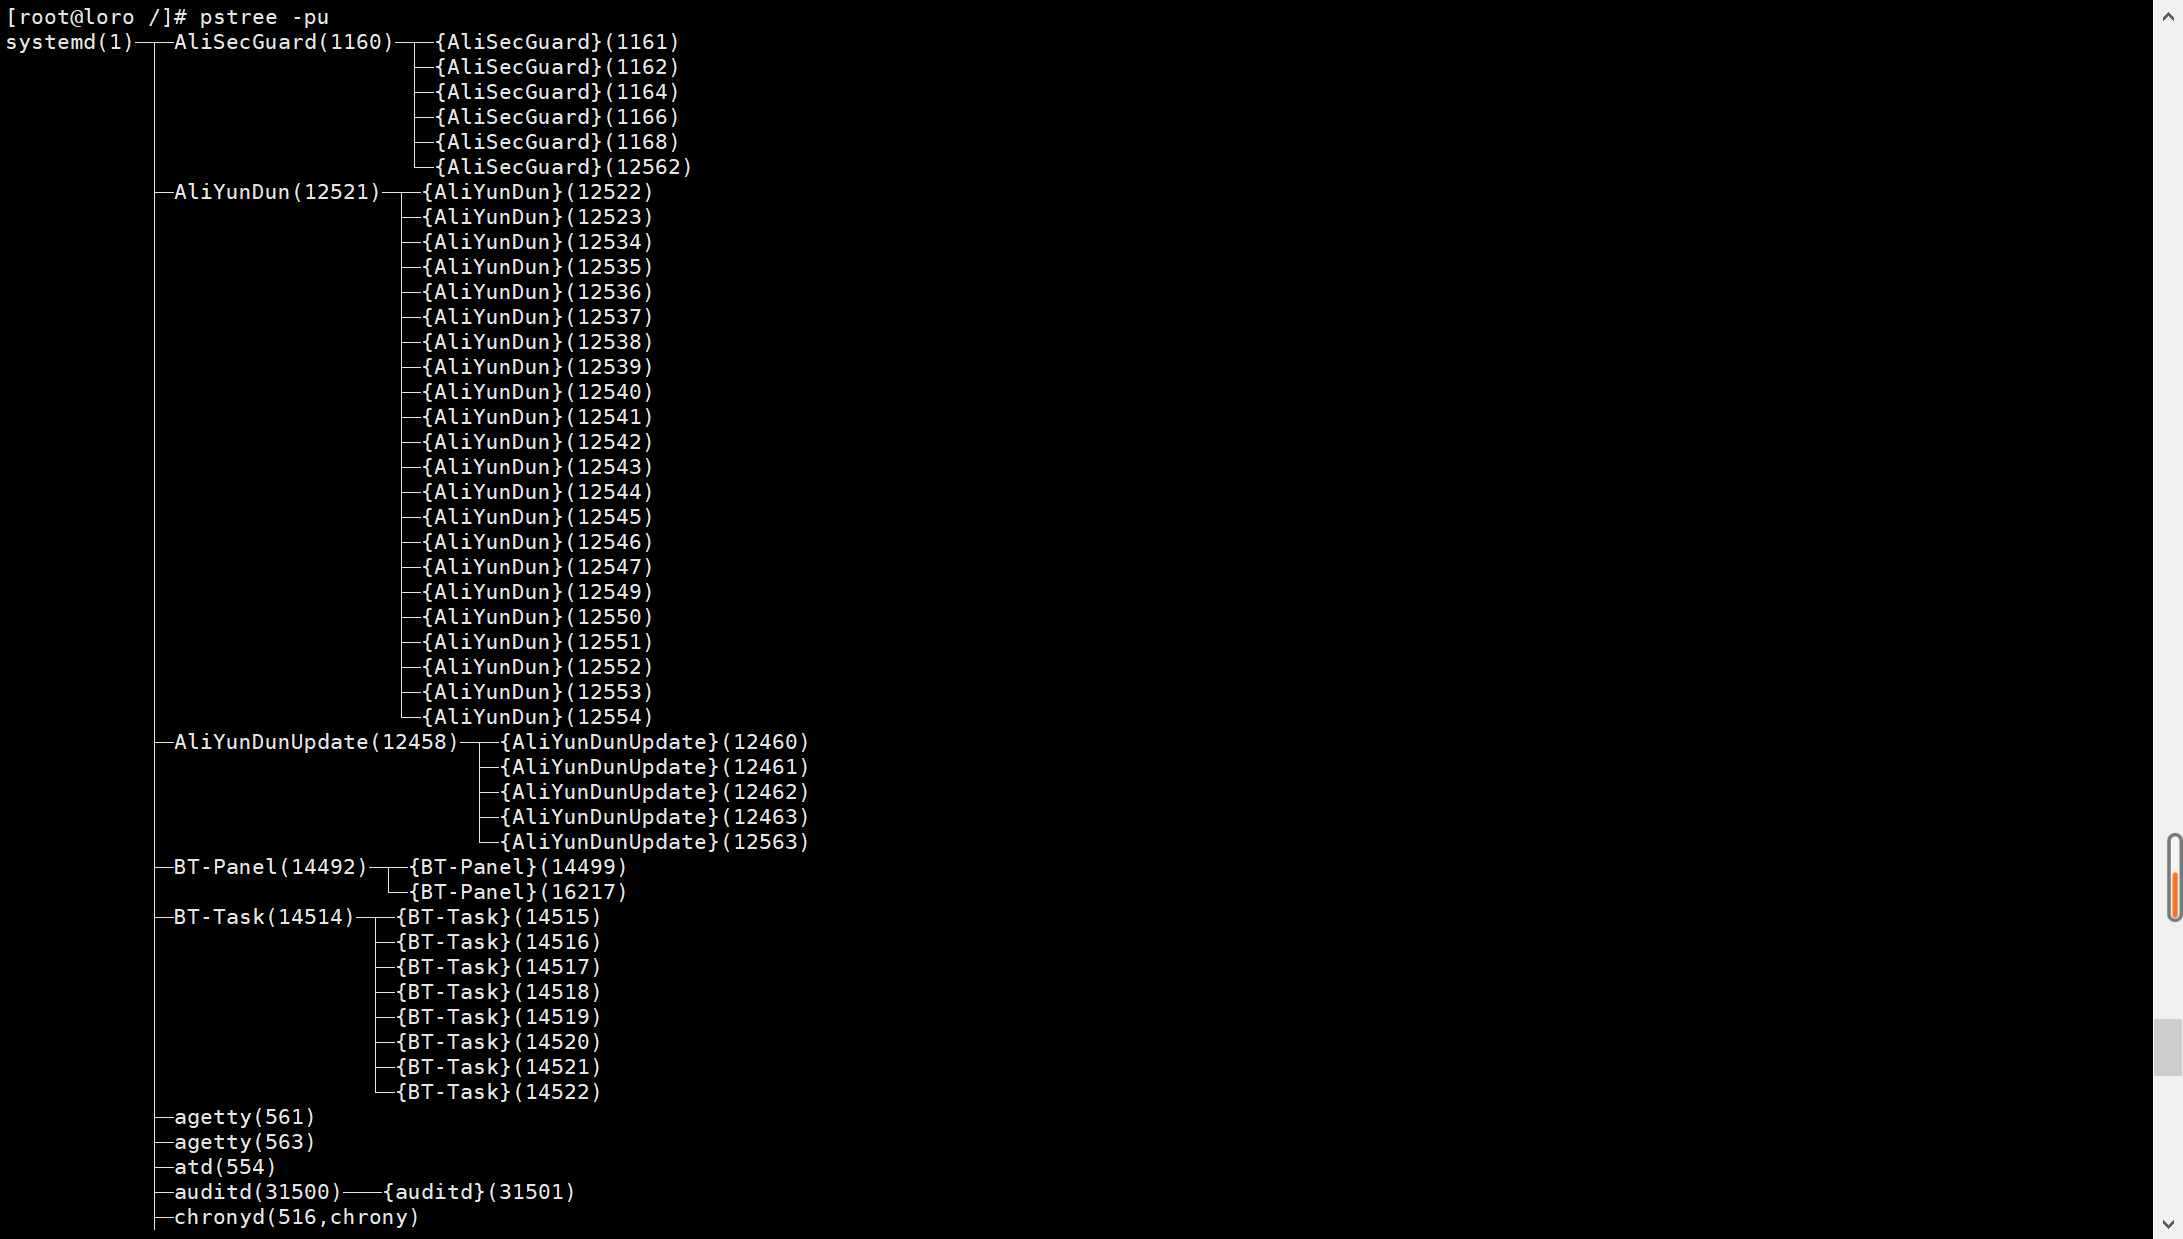 [root@loro /]# pstree -pu
systemd(1)─┬─AliSecGuard(1160)─┬─{AliSecGuard}(1161)
├─{AliSecGuard}(1162)
├─{AliSecGuard}(1164)
├─{AliSecGuard}(1166)
├─{AliSecGuard}(1168)
└─{AliSecGuard}(12562)
├─AliYunDun(12521)─┬─{AliYunDun}(12522)
├─{AliYunDun}(12523)
├─{AliYunDun}(12534)
├─{AliYunDun}(12535)
├─{AliYunDun}(12536)
├─{AliYunDun}(12537)
├─{AliYunDun}(12538)
├─{AliYunDun}(12539)
├─{AliYunDun}(12540)
├─{AliYunDun}(12541)
├─{AliYunDun}(12542)
├─{AliYunDun}(12543)
├─{AliYunDun}(12544)
├─{AliYunDun}(12545)
├─{AliYunDun}(12546)
├─{AliYunDun}(12547)
├─{AliYunDun}(12549)
├─{AliYunDun}(12550)
├─{AliYunDun}(12551)
├─{AliYunDun}(12552)
├─{AliYunDun}(12553)
└─{AliYunDun}(12554)
├─AliYunDunUpdate(12458)─┬─{AliYunDunUpdate}(12460)
├─{AliYunDunUpdate}(12461)
├─{AliYunDunUpdate}(12462)
├─{AliYunDunUpdate}(12463)
└─{AliYunDunUpdate}(12563)
├─BT-Panel(14492)─┬─{BT-Panel}(14499)
└─{BT-Panel}(16217)
├─BT-Task(14514)─┬─{BT-Task}(14515)
├─{BT-Task}(14516)
├─{BT-Task}(14517)
├─{BT-Task}(14518)
├─{BT-Task}(14519)
├─{BT-Task}(14520)
├─{BT-Task}(14521)
└─{BT-Task}(14522)
├─agetty(561)
├─agetty(563)
├─atd(554)
├─auditd(31500)───{auditd}(31501)
├─chronyd(516,chrony)